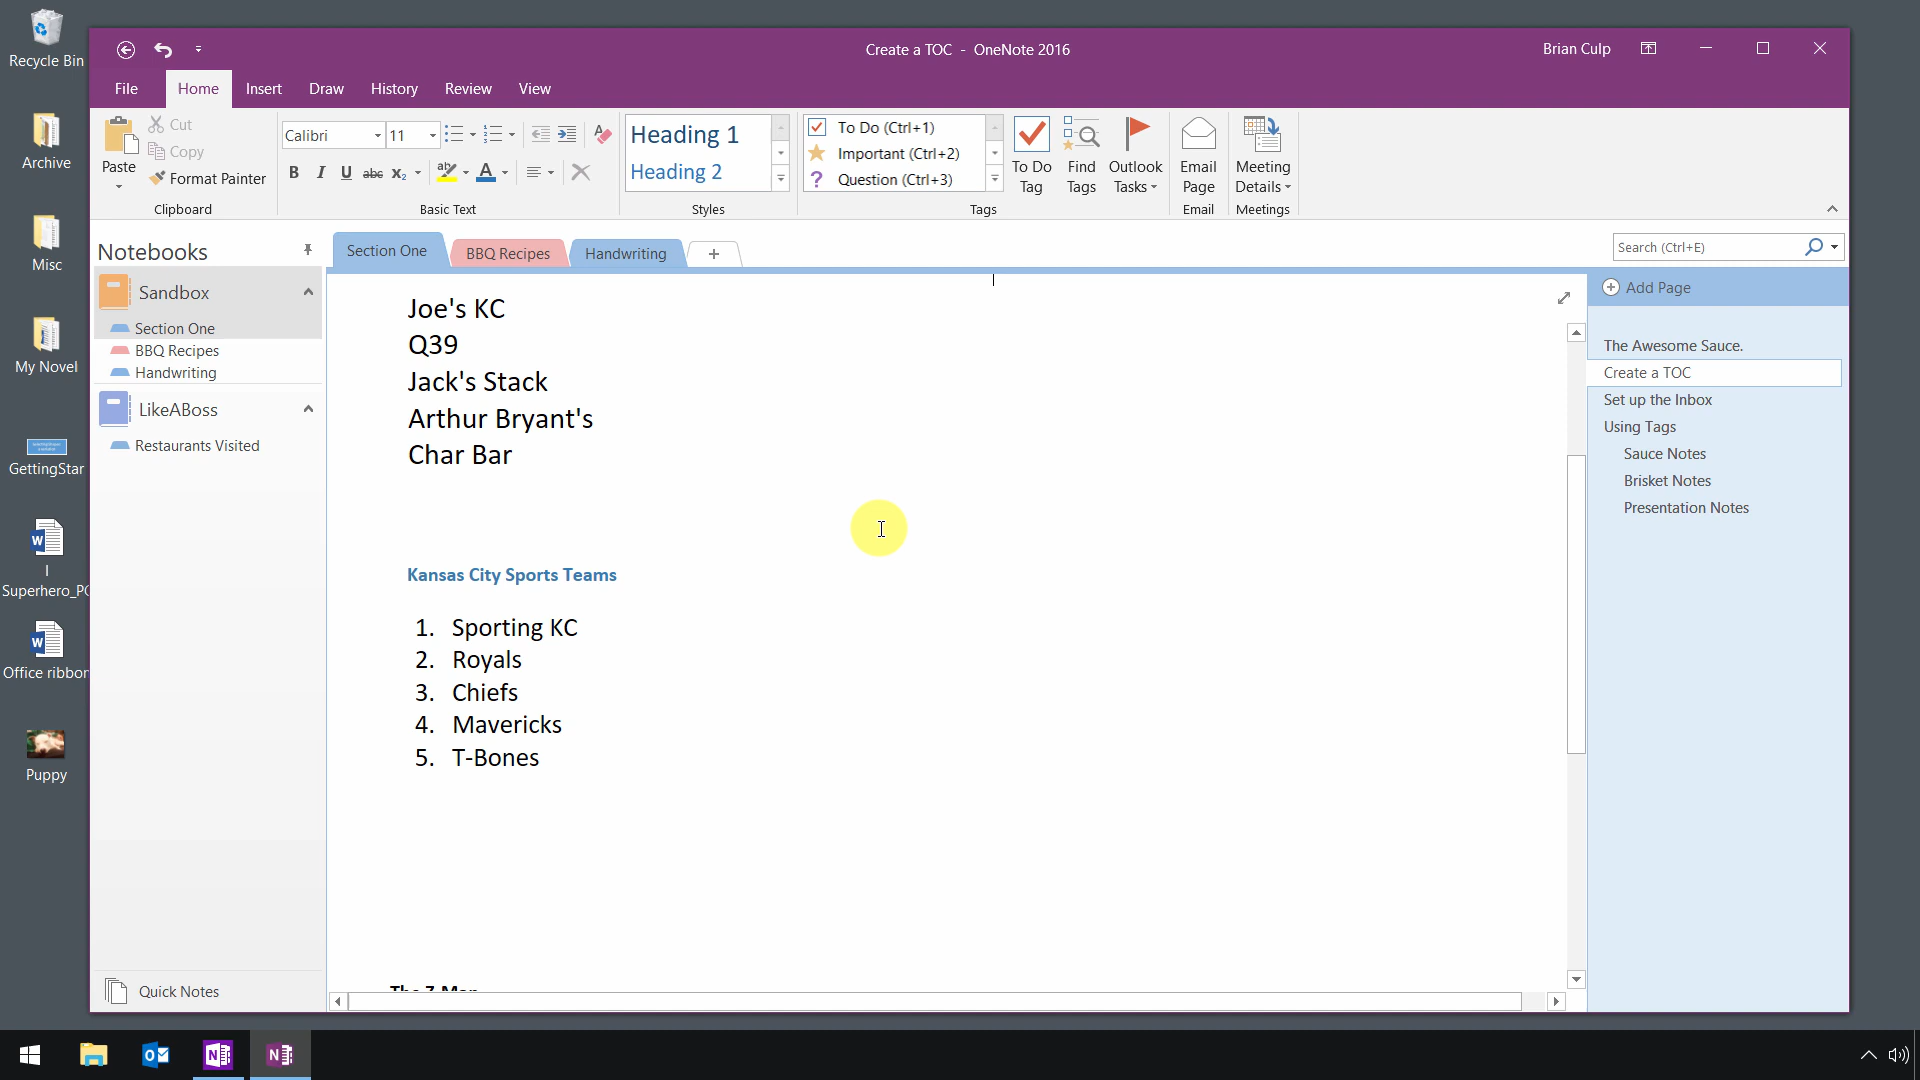 Recycle Bin
Archive
Misc
My Novel
GettingStar
I
Superhero_PC
Office ribbon
Puppy
Create a TOC - OneNote 2016
Brian Culp
File Home Insert Draw History Review View
Paste
Cut
Copy
Format Painter
Clipboard
Calibri 11
B I U abc X₂
Basic Text
Heading 1
Heading 2
Styles
To Do (Ctrl+1)
Important (Ctrl+2)
Question (Ctrl+3)
Tags
To Do
Tag
Find
Tags
Outlook
Tasks
Email
Page
Email
Meeting
Details
Meetings
Notebooks
Sandbox
Section One
BBQ Recipes
Handwriting
LikeABoss
Restaurants Visited
Quick Notes
Section One BBQ Recipes Handwriting +
Search (Ctrl+E)
Joe's KC
Q39
Jack's Stack
Arthur Bryant's
Char Bar
Kansas City Sports Teams
1. Sporting KC
2. Royals
3. Chiefs
4. Mavericks
5. T-Bones
The Z-Man
Add Page
The Awesome Sauce.
Create a TOC
Set up the Inbox
Using Tags
Sauce Notes
Brisket Notes
Presentation Notes